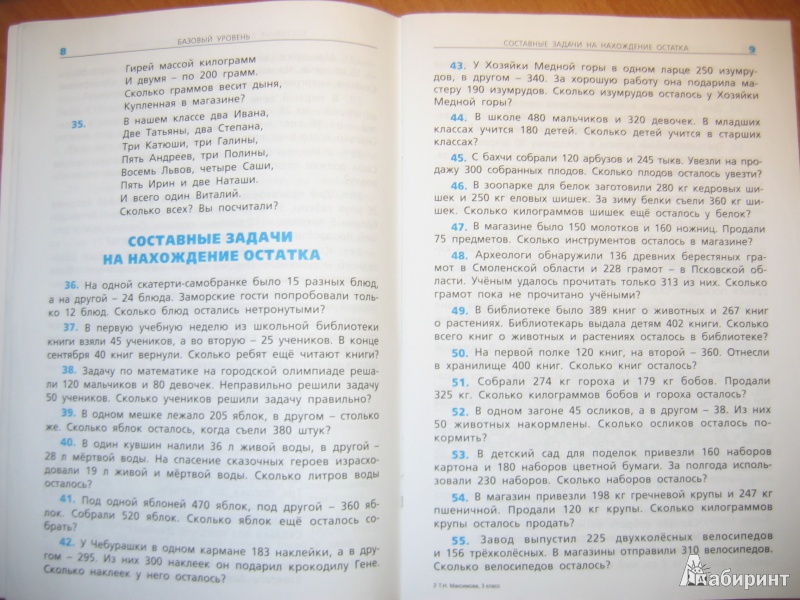 8
БАЗОВЫЙ УРОВЕНЬ
Гирей массой килограмм
И двумя – по 200 грамм.
Сколько граммов весит дыня,
Купленная в магазине?
35. В нашем классе два Ивана,
Две Татьяны, два Степана,
Три Катюши, три Галины,
Пять Андреев, три Полины,
Восемь Львов, четыре Саши,
Пять Ирин и две Наташи.
И всего один Виталий.
Сколько всех? Вы посчитали?
СОСТАВНЫЕ ЗАДАЧИ
НА НАХОЖДЕНИЕ ОСТАТКА
36. На одной скатерти-самобранке было 15 разных блюд,
а на другой – 24 блюда. Заморские гости попробовали толь-
ко 12 блюд. Сколько блюд остались нетронутыми?
37. В первую учебную неделю из школьной библиотеки
книги взяли 45 учеников, а во вторую – 25 учеников. В конце
сентября 40 книг вернули. Сколько ребят ещё читают книги?
38. Задачу по математике на городской олимпиаде реша-
ли 120 мальчиков и 80 девочек. Неправильно решили задачу
50 учеников. Сколько учеников решили задачу правильно?
39. В одном мешке лежало 205 яблок, в другом – столько
же. Сколько яблок осталось, когда съели 380 штук?
40. В один кувшин налили 36 л живой воды, в другой –
28 л мёртвой воды. На спасение сказочных героев израсхо-
довали 19 л живой и мёртвой воды. Сколько литров воды
осталось?
41. Под одной яблоней 470 яблок, под другой – 360 яб-
лок. Собрали 520 яблок. Сколько яблок ещё осталось со-
брать?
42. У Чебурашки в одном кармане 183 наклейки, а в дру-
гом – 295. Из них 300 наклеек он подарил крокодилу Гене.
Сколько наклеек у него осталось?
СОСТАВНЫЕ ЗАДАЧИ НА НАХОЖДЕНИЕ ОСТАТКА
9
43. У Хозяйки Медной горы в одном ларце 250 изумру-
дов, в другом – 340. За хорошую работу она подарила мас-
теру 190 изумрудов. Сколько изумрудов осталось у Хозяйки
Медной горы?
44. В школе 480 мальчиков и 320 девочек. В младших
классах учится 180 детей. Сколько детей учится в старших
классах?
45. С бахчи собрали 120 арбузов и 245 тыкв. Увезли на про-
дажу 300 собранных плодов. Сколько плодов осталось увезти?
46. В зоопарке для белок заготовили 280 кг кедровых ши-
шек и 250 кг еловых шишек. За зиму белки съели 360 кг ши-
шек. Сколько килограммов шишек ещё осталось у белок?
47. В магазине было 150 молотков и 160 ножниц. Продали
75 предметов. Сколько инструментов осталось в магазине?
48. Археологи обнаружили 136 древних берестяных гра-
мот в Смоленской области и 228 грамот – в Псковской об-
ласти. Учёным удалось прочитать только 313 из них. Сколько
грамот пока не прочитано учёными?
49. В библиотеке было 389 книг о животных и 267 книг
о растениях. Библиотекарь выдала детям 402 книги. Сколько
всего книг о животных и растениях осталось в библиотеке?
50. На первой полке 120 книг, на второй – 360. Отнесли
в хранилище 400 книг. Сколько книг осталось?
51. Собрали 274 кг гороха и 179 кг бобов. Продали
325 кг. Сколько килограммов бобов и гороха осталось?
52. В одном загоне 45 осликов, а в другом – 38. Из них
50 животных накормлены. Сколько осликов осталось по-
кормить?
53. В детский сад для поделок привезли 160 наборов
картона и 180 наборов цветной бумаги. За полгода исполь-
зовали 230 наборов. Сколько наборов осталось?
54. В магазин привезли 198 кг гречневой крупы и 247 кг
пшеничной. Продали 120 кг крупы. Сколько килограммов
крупы осталось продать?
55. Завод выпустил 225 двухколёсных велосипедов
и 156 трёхколёсных. В магазины отправили 310 велосипедов.
Сколько велосипедов осталось?
2 Т.Н. Максимова, 3 класс
Лабиринт